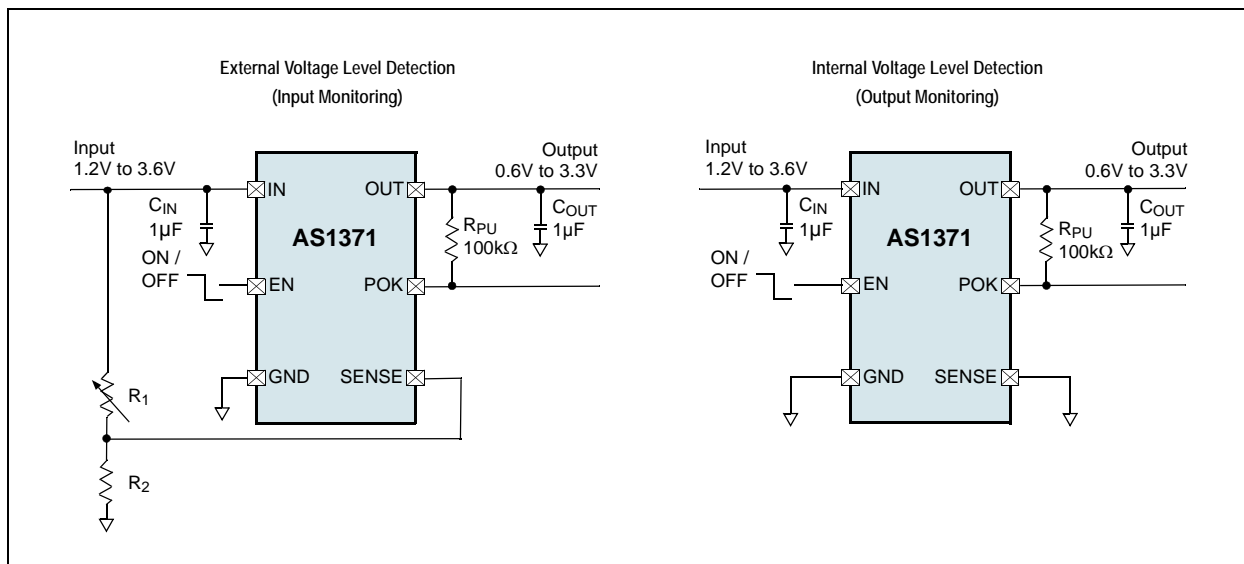 External Voltage Level Detection
(Input Monitoring)
Input
1.2V to 3.6V
Output
0.6V to 3.3V
IN
OUT
CIN
1µF
AS1371
RPU
100kΩ
COUT
1µF
ON /
OFF
EN
POK
GND
SENSE
R1
R2
Internal Voltage Level Detection
(Output Monitoring)
Input
1.2V to 3.6V
Output
0.6V to 3.3V
IN
OUT
CIN
1µF
AS1371
RPU
100kΩ
COUT
1µF
ON /
OFF
EN
POK
GND
SENSE